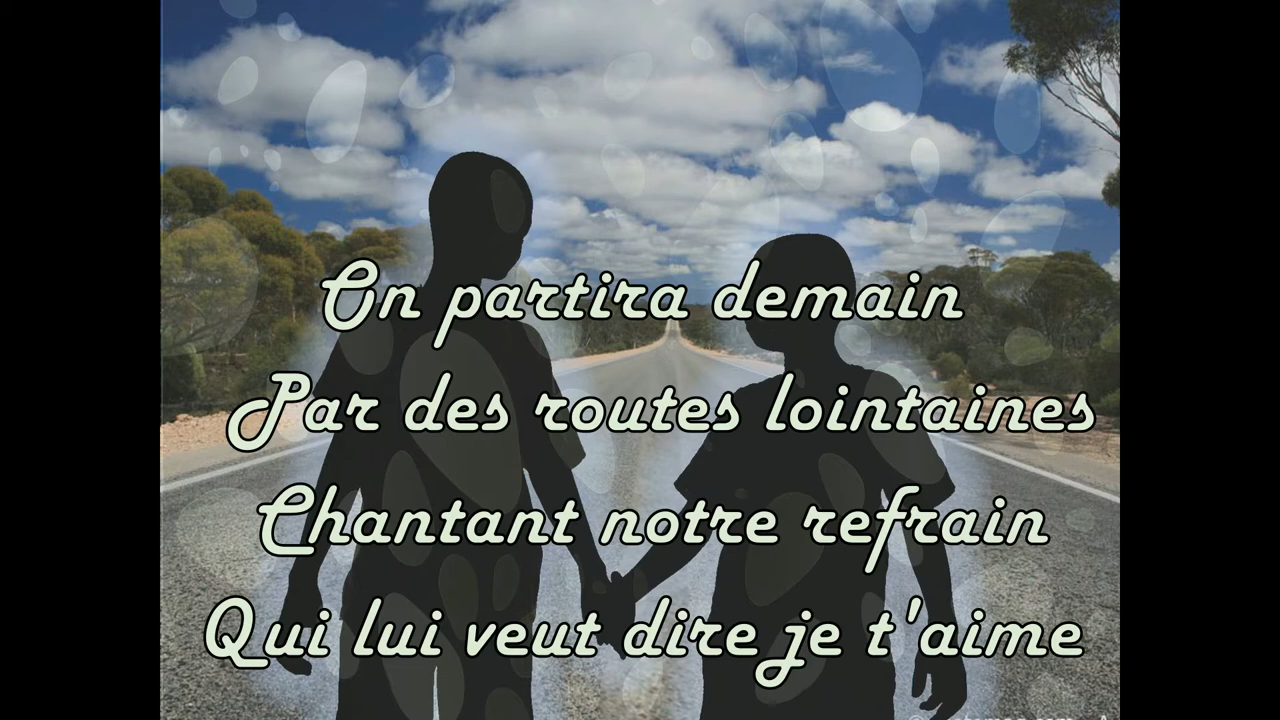 On partira demain
Par des routes lointaines
Chantant notre refrain
Qui lui veut dire je t'aime